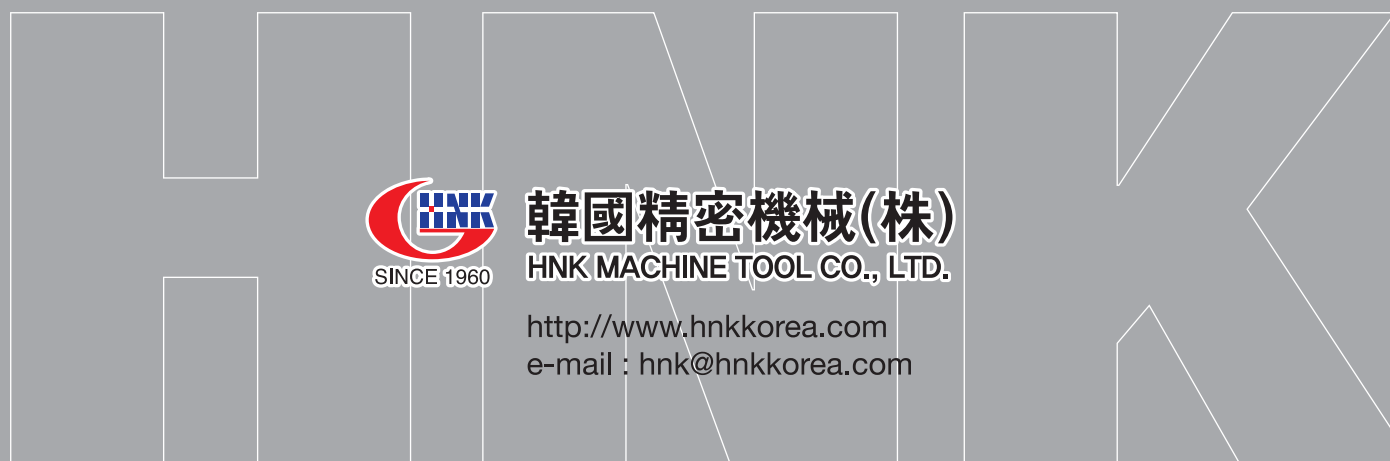 HNK
HNK
韓國精密機械(株)
SINCE 1960
HNK MACHINE TOOL CO., LTD.
http://www.hnkkorea.com
e-mail : hnk@hnkkorea.com